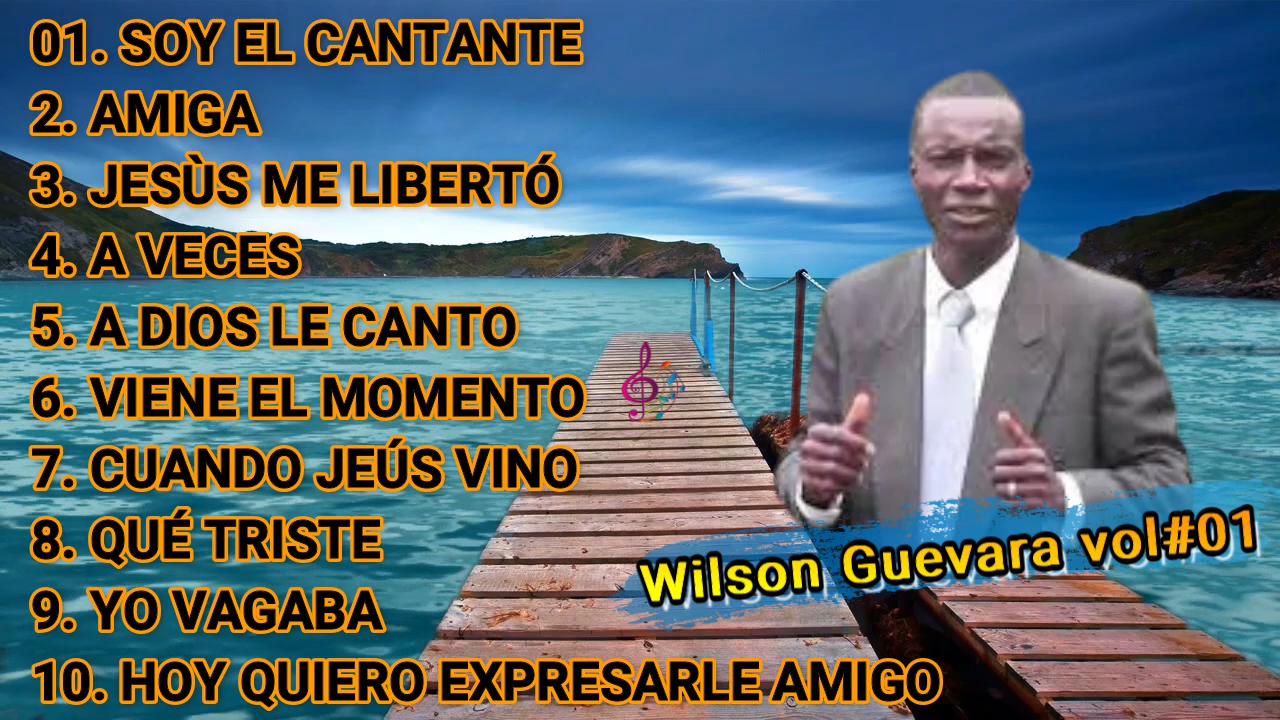 01. SOY EL CANTANTE
2. AMIGA
3. JESÙS ME LIBERTÓ
4. A VECES
5. A DIOS LE CANTO
6. VIENE EL MOMENTO
7. CUANDO JEÚS VINO
8. QUÉ TRISTE
9. YO VAGABA
10. HOY QUIERO EXPRESARLE AMIGO
Wilson Guevara vol#01